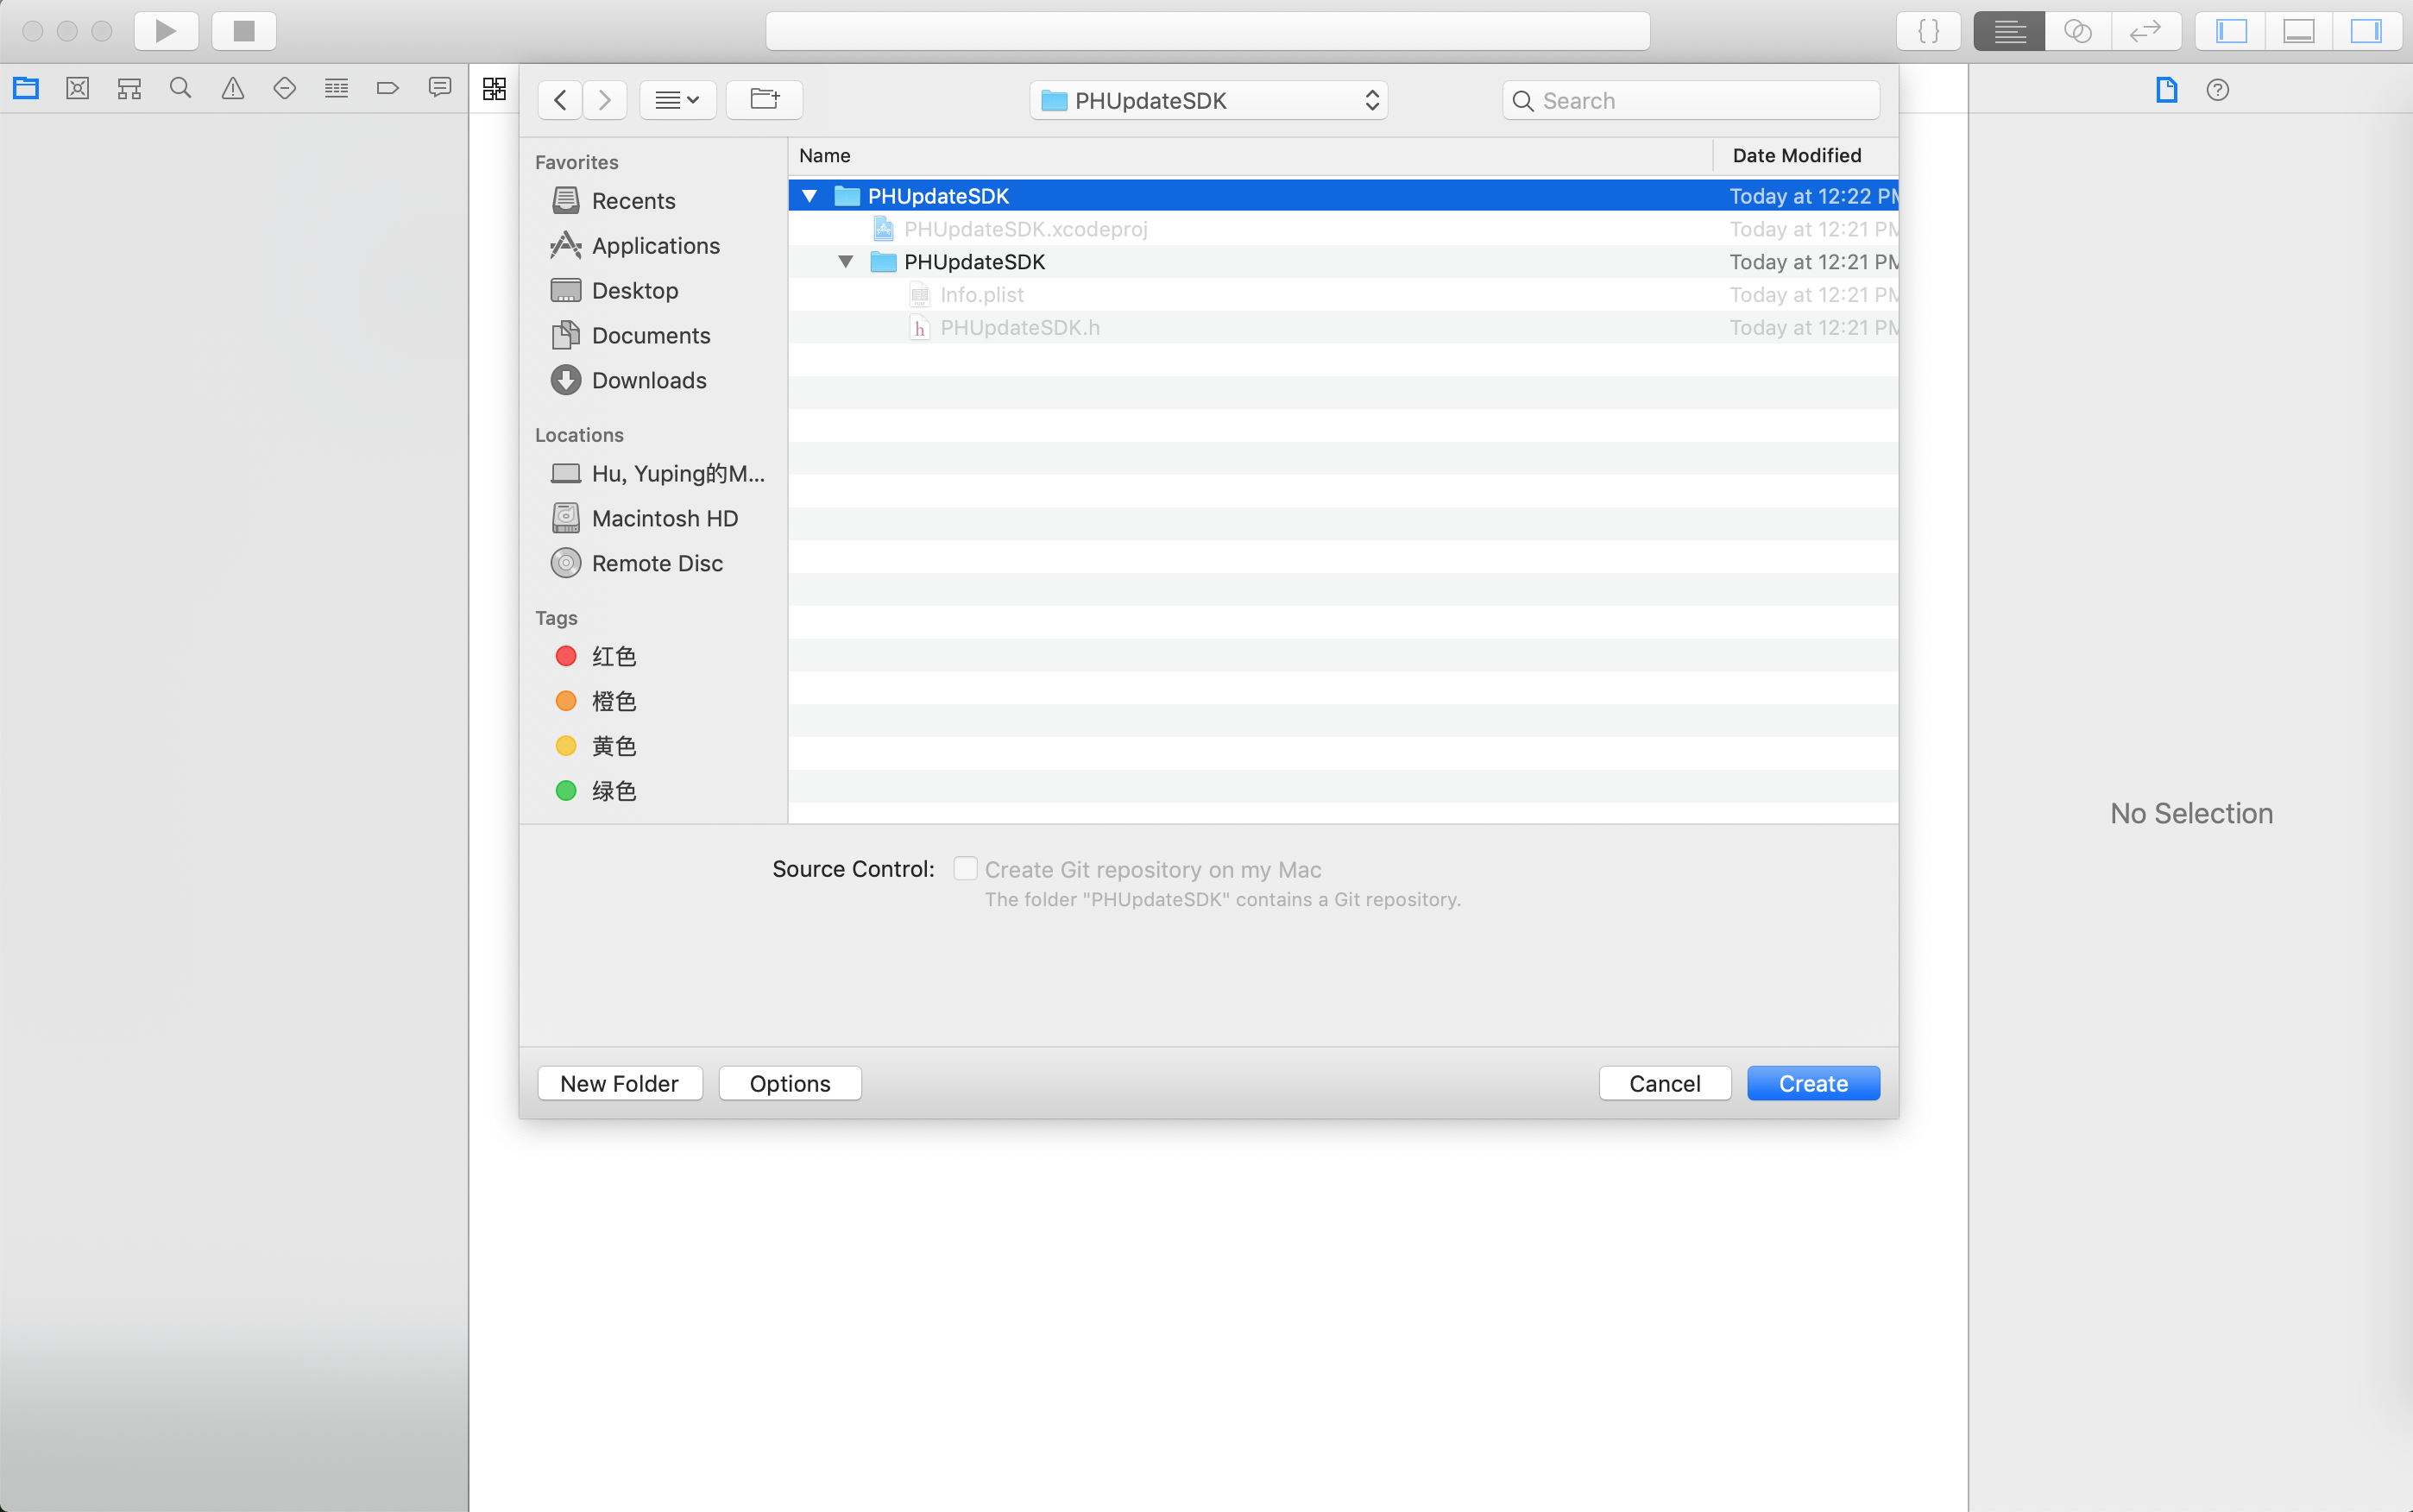 PHUpdateSDK
Search
Favorites
Recents
Applications
Desktop
Documents
Downloads
Locations
Hu, Yuping的M...
Macintosh HD
Remote Disc
Tags
红色
橙色
黄色
绿色
Name Date Modified
PHUpdateSDK Today at 12:22 PM
PHUpdateSDK.xcodeproj Today at 12:21 PM
PHUpdateSDK Today at 12:21 PM
Info.plist Today at 12:21 PM
PHUpdateSDK.h Today at 12:21 PM
Source Control: Create Git repository on my Mac
The folder "PHUpdateSDK" contains a Git repository.
New Folder Options Cancel Create
No Selection